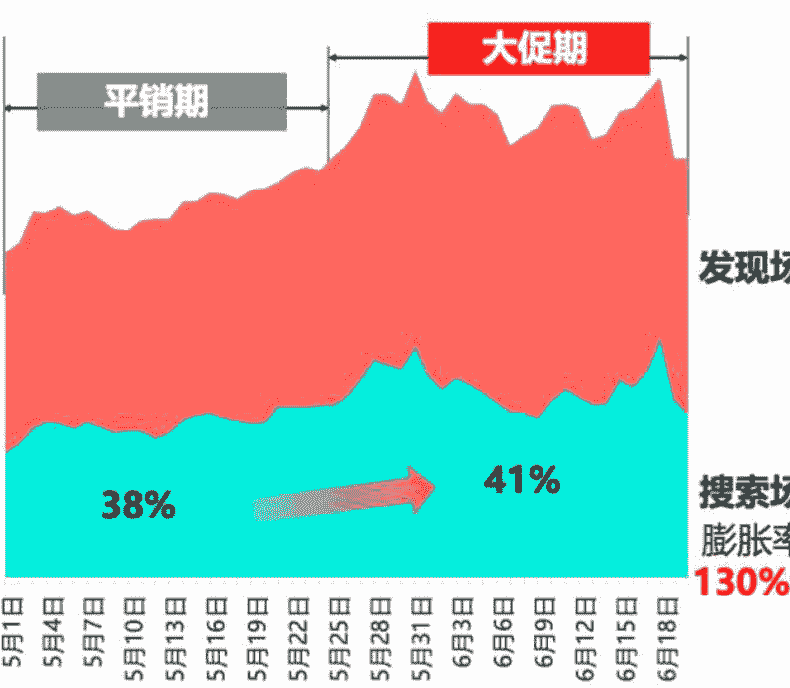 大促期
平销期
发现场
搜索场
膨胀率
130%
38%
41%
5月1日
5月4日
5月7日
5月10日
5月13日
5月16日
5月19日
5月22日
5月25日
5月28日
5月31日
6月3日
6月6日
6月9日
6月12日
6月15日
6月18日